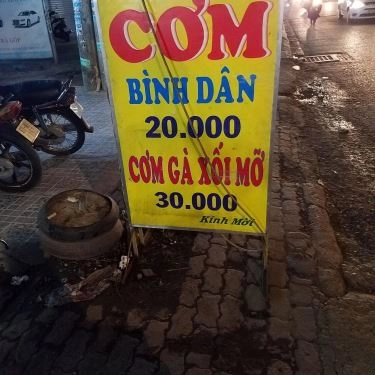 CƠM
BÌNH DÂN
20.000
CƠM GÀ XỐI MỠ
30.000
Kính Mời